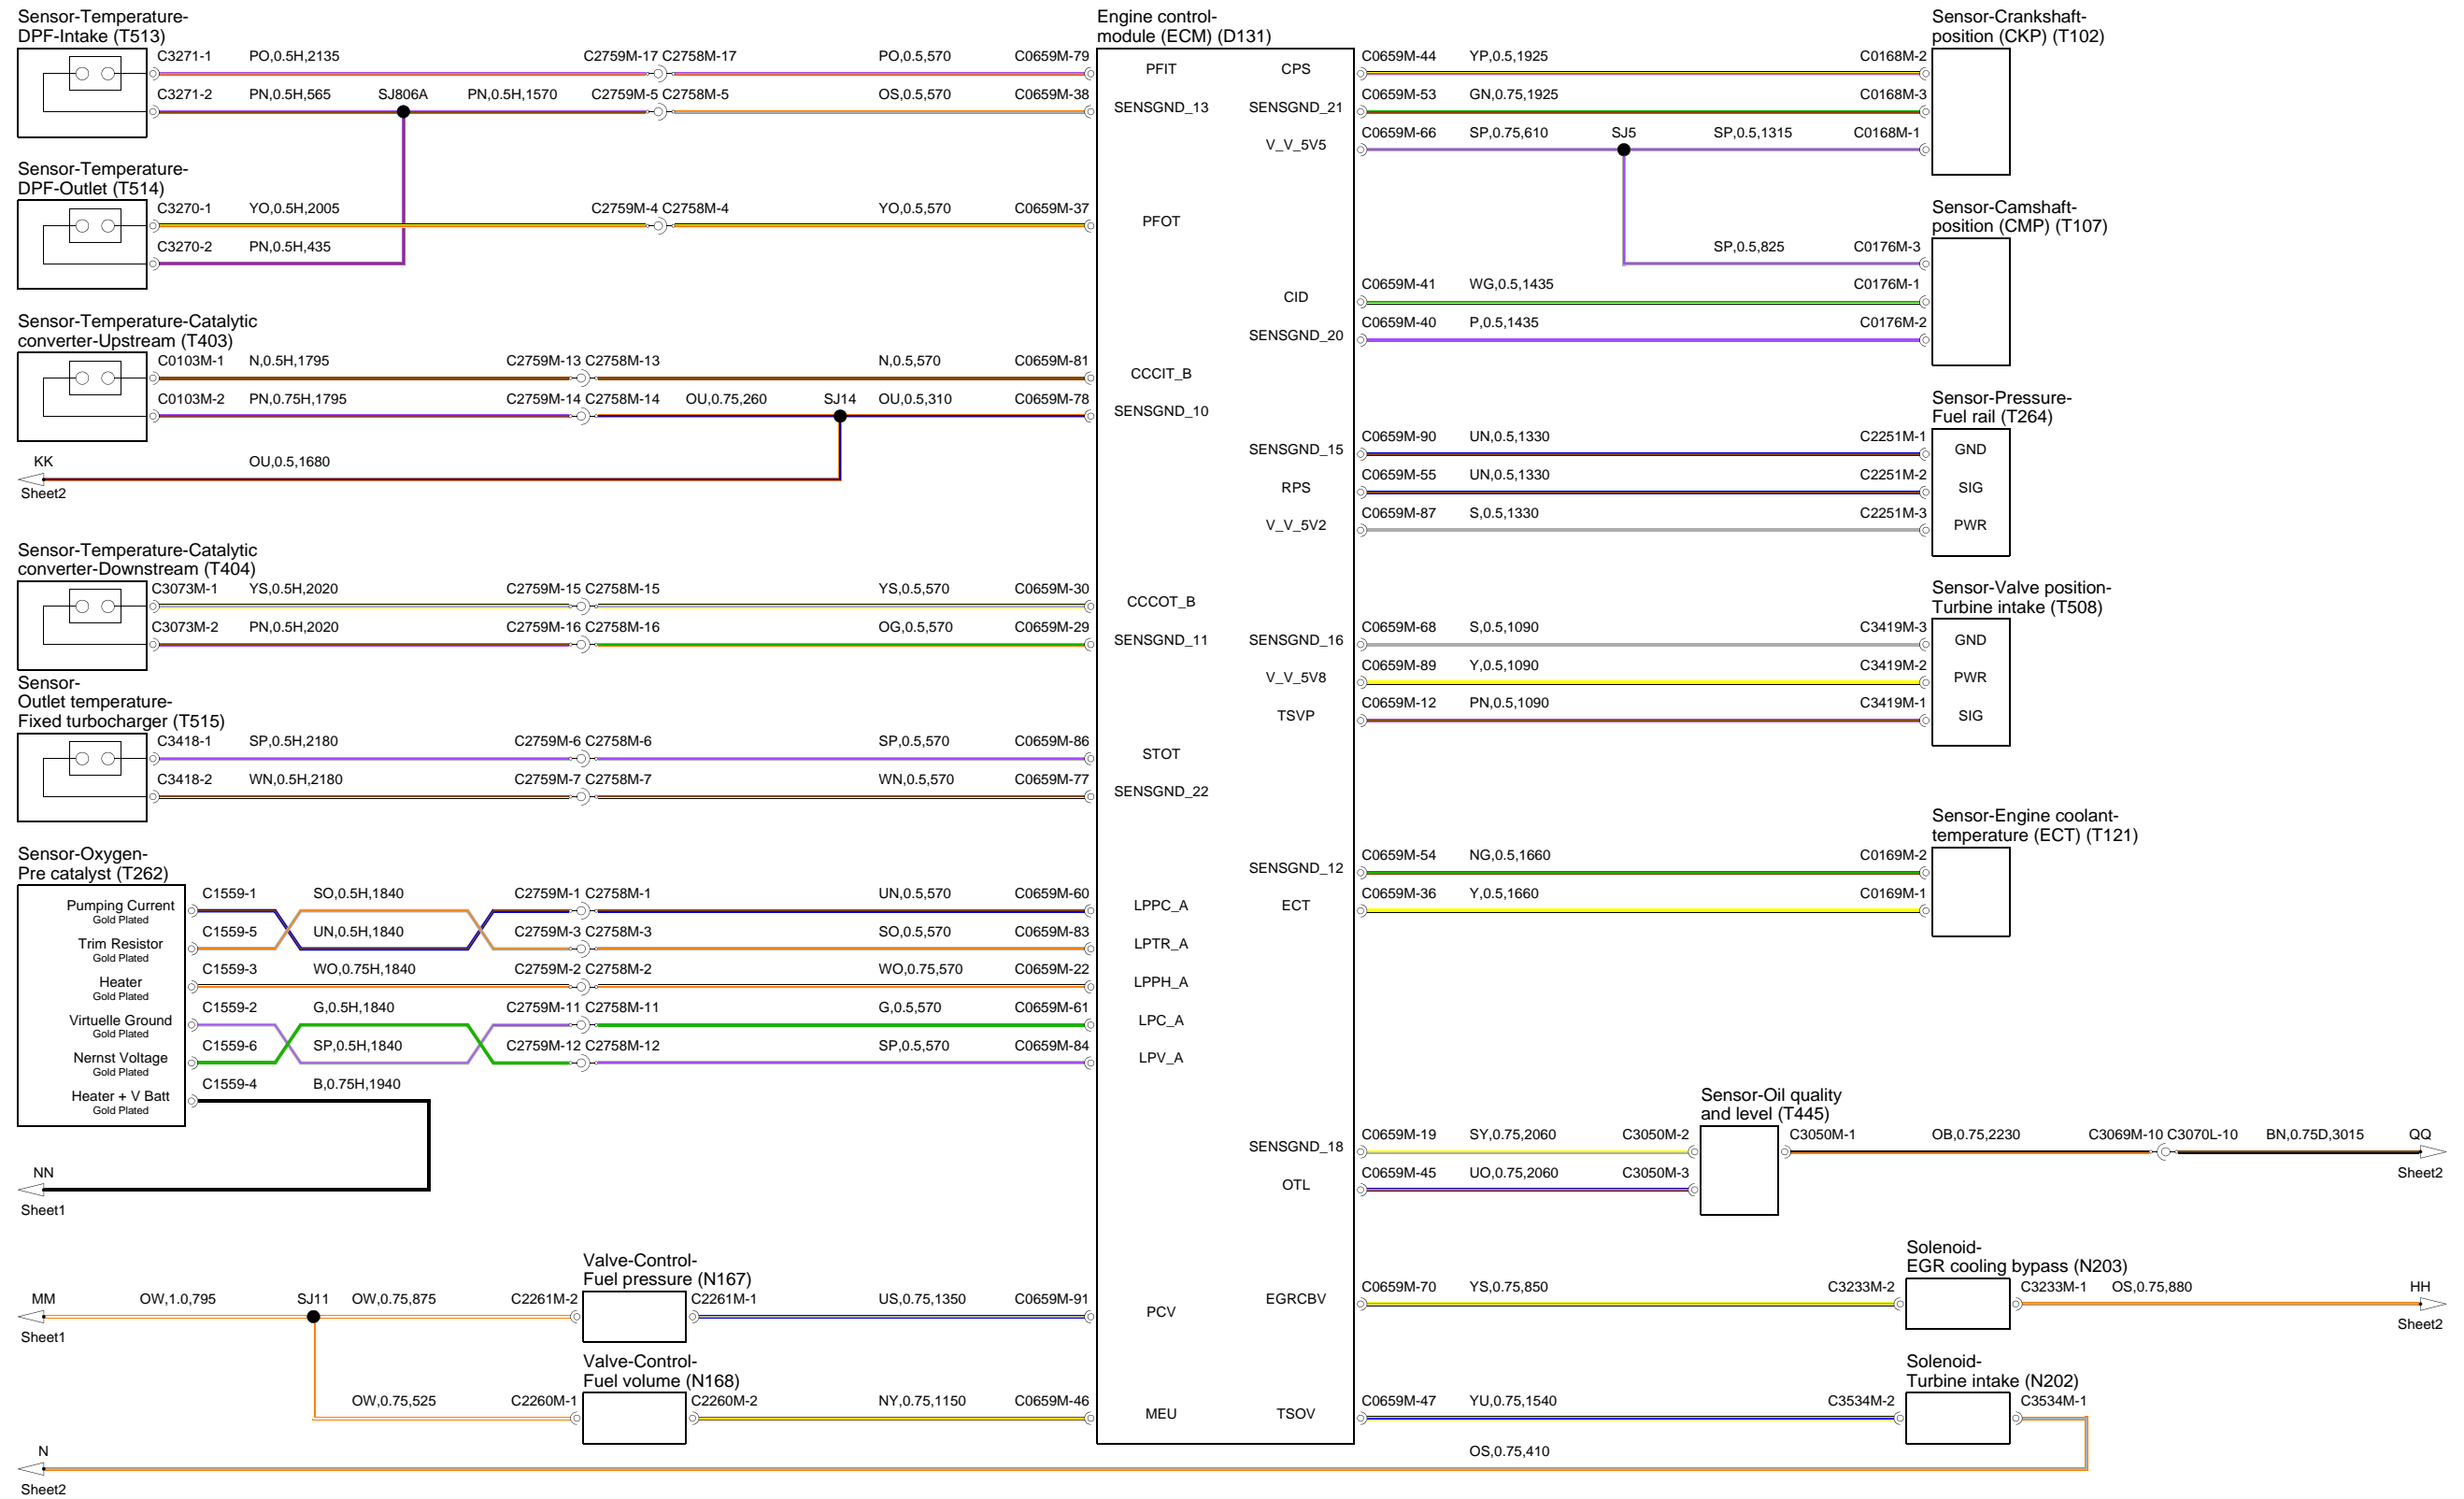 Sensor-Temperature-
DPF-Intake (T513)
C3271-1 PO,0.5H,2135 C2759M-17 C2758M-17 PO,0.5,570 C0659M-79
C3271-2 PN,0.5H,565 SJ806A PN,0.5H,1570 C2759M-5 C2758M-5 OS,0.5,570 C0659M-38
Sensor-Temperature-
DPF-Outlet (T514)
C3270-1 YO,0.5H,2005 C2759M-4 C2758M-4 YO,0.5,570 C0659M-37
C3270-2 PN,0.5H,435
Sensor-Temperature-Catalytic
converter-Upstream (T403)
C0103M-1 N,0.5H,1795 C2759M-13 C2758M-13 N,0.5,570 C0659M-81
C0103M-2 PN,0.75H,1795 C2759M-14 C2758M-14 OU,0.75,260 SJ14 OU,0.5,310 C0659M-78
KK OU,0.5,1680
Sheet2
Sensor-Temperature-Catalytic
converter-Downstream (T404)
C3073M-1 YS,0.5H,2020 C2759M-15 C2758M-15 YS,0.5,570 C0659M-30
C3073M-2 PN,0.5H,2020 C2759M-16 C2758M-16 OG,0.5,570 C0659M-29
Sensor-
Outlet temperature-
Fixed turbocharger (T515)
C3418-1 SP,0.5H,2180 C2759M-6 C2758M-6 SP,0.5,570 C0659M-86
C3418-2 WN,0.5H,2180 C2759M-7 C2758M-7 WN,0.5,570 C0659M-77
Sensor-Oxygen-
Pre catalyst (T262)
C1559-1 SO,0.5H,1840 C2759M-1 C2758M-1 UN,0.5,570 C0659M-60
Pumping Current
Gold Plated
C1559-5 UN,0.5H,1840 C2759M-3 C2758M-3 SO,0.5,570 C0659M-83
Trim Resistor
Gold Plated
C1559-3 WO,0.75H,1840 C2759M-2 C2758M-2 WO,0.75,570 C0659M-22
Heater
Gold Plated
C1559-2 G,0.5H,1840 C2759M-11 C2758M-11 G,0.5,570 C0659M-61
Virtuelle Ground
Gold Plated
C1559-6 SP,0.5H,1840 C2759M-12 C2758M-12 SP,0.5,570 C0659M-84
Nernst Voltage
Gold Plated
C1559-4 B,0.75H,1940
Heater + V Batt
Gold Plated
NN
Sheet1
Valve-Control-
Fuel pressure (N167)
MM OW,1.0,795 SJ11 OW,0.75,875 C2261M-2 C2261M-1 US,0.75,1350 C0659M-91
Sheet1
Valve-Control-
Fuel volume (N168)
OW,0.75,525 C2260M-1 C2260M-2 NY,0.75,1150 C0659M-46
N OS,0.75,410
Sheet2
Engine control-
module (ECM) (D131)
PFIT CPS
SENSGND_13 SENSGND_21
V_V_5V5
PFOT
CID
SENSGND_20
CCCIT_B
SENSGND_10
SENSGND_15
RPS
V_V_5V2
CCCOT_B
SENSGND_11 SENSGND_16
V_V_5V8
TSVP
STOT
SENSGND_22
SENSGND_12
LPPC_A ECT
LPTR_A
LPPH_A
LPC_A
LPV_A
SENSGND_18
OTL
PCV EGRCBV
MEU TSOV
Sensor-Crankshaft-
position (CKP) (T102)
C0659M-44 YP,0.5,1925 C0168M-2
C0659M-53 GN,0.75,1925 C0168M-3
C0659M-66 SP,0.75,610 SJ5 SP,0.5,1315 C0168M-1
Sensor-Camshaft-
position (CMP) (T107)
SP,0.5,825 C0176M-3
C0659M-41 WG,0.5,1435 C0176M-1
C0659M-40 P,0.5,1435 C0176M-2
Sensor-Pressure-
Fuel rail (T264)
C0659M-90 UN,0.5,1330 C2251M-1 GND
C0659M-55 UN,0.5,1330 C2251M-2 SIG
C0659M-87 S,0.5,1330 C2251M-3 PWR
Sensor-Valve position-
Turbine intake (T508)
C0659M-68 S,0.5,1090 C3419M-3 GND
C0659M-89 Y,0.5,1090 C3419M-2 PWR
C0659M-12 PN,0.5,1090 C3419M-1 SIG
Sensor-Engine coolant-
temperature (ECT) (T121)
C0659M-54 NG,0.5,1660 C0169M-2
C0659M-36 Y,0.5,1660 C0169M-1
Sensor-Oil quality
and level (T445)
C0659M-19 SY,0.75,2060 C3050M-2 C3050M-1 OB,0.75,2230 C3069M-10 C3070L-10 BN,0.75D,3015 QQ
C0659M-45 UO,0.75,2060 C3050M-3 Sheet2
Solenoid-
EGR cooling bypass (N203)
C0659M-70 YS,0.75,850 C3233M-2 C3233M-1 OS,0.75,880 HH
Sheet2
Solenoid-
Turbine intake (N202)
C0659M-47 YU,0.75,1540 C3534M-2 C3534M-1